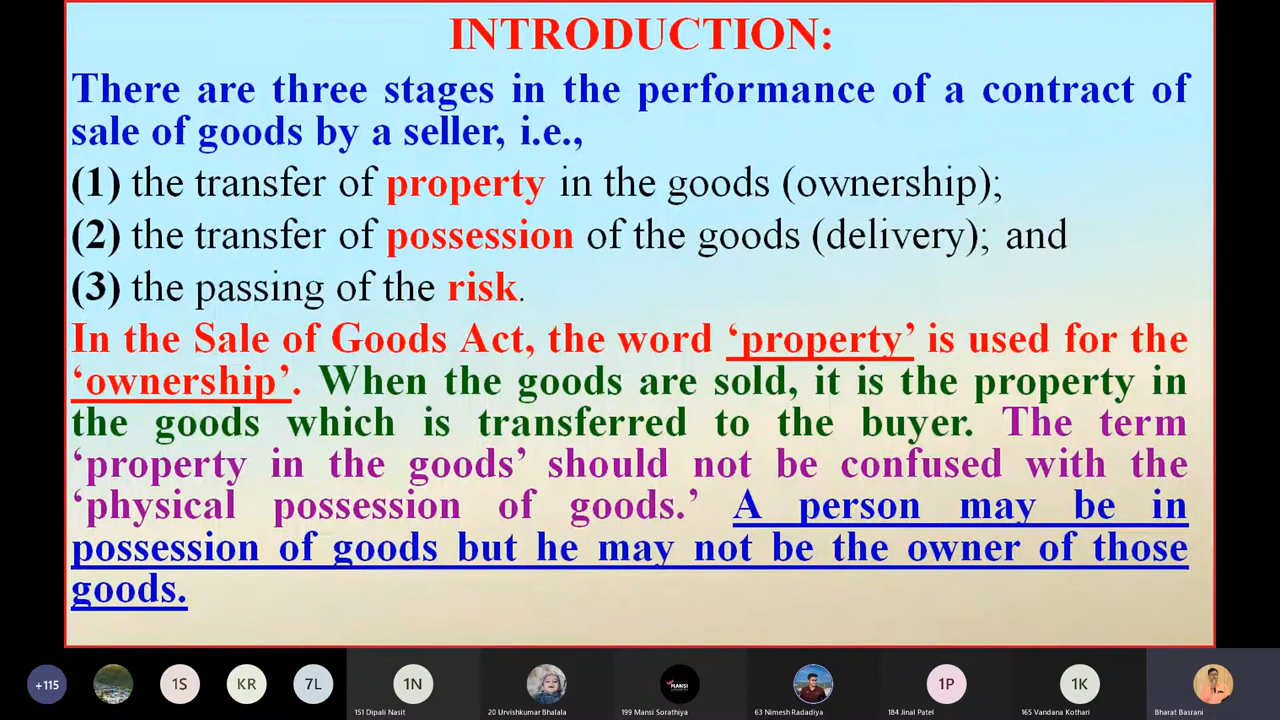 INTRODUCTION:
There are three stages in the performance of a contract of
sale of goods by a seller, i.e.,
(1) the transfer of property in the goods (ownership);
(2) the transfer of possession of the goods (delivery); and
(3) the passing of the risk.
In the Sale of Goods Act, the word ‘property’ is used for the
‘ownership’. When the goods are sold, it is the property in
the goods which is transferred to the buyer. The term
‘property in the goods’ should not be confused with the
‘physical possession of goods.’ A person may be in
possession of goods but he may not be the owner of those
goods.
+115
1S
KR
7L
1N
MANSI
1P
1K
151 Dipali Nasit
20 Urvishkumar Bhalala
199 Mansi Sorathiya
63 Nimesh Radadiya
184 Jinal Patel
165 Vandana Kothari
Bharat Basrani